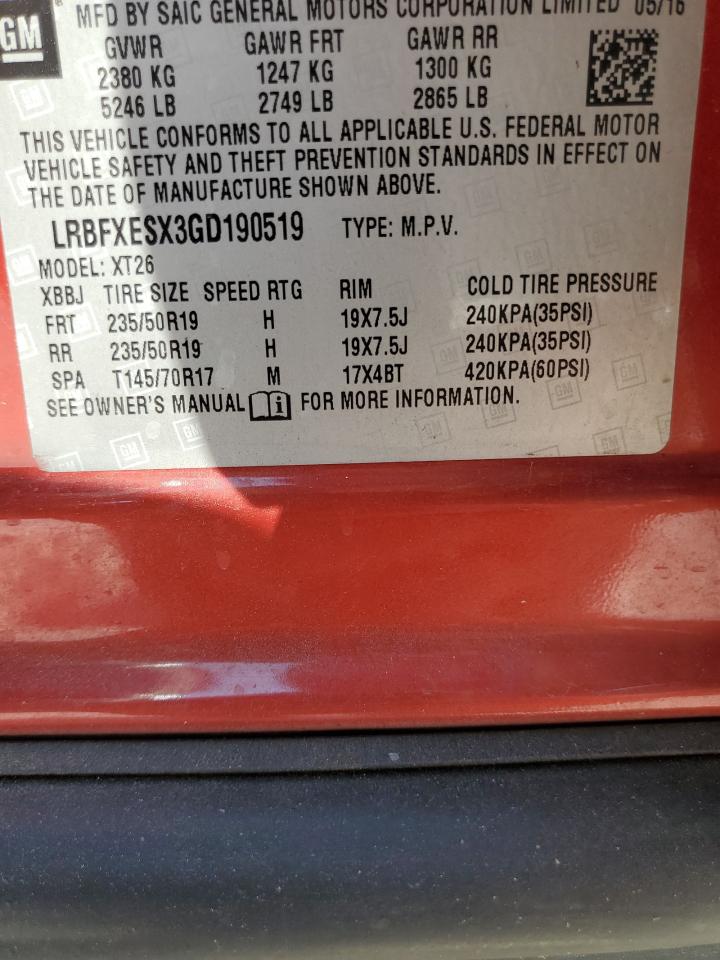 GM
MFD BY SAIC GENERAL MOTORS CORPORATION LIMITED 05/16
GVWR GAWR FRT GAWR RR
2380 KG 1247 KG 1300 KG
5246 LB 2749 LB 2865 LB
THIS VEHICLE CONFORMS TO ALL APPLICABLE U.S. FEDERAL MOTOR
VEHICLE SAFETY AND THEFT PREVENTION STANDARDS IN EFFECT ON
THE DATE OF MANUFACTURE SHOWN ABOVE.
LRBFXESX3GD190519 TYPE: M.P.V.
MODEL: XT26
XBBJ TIRE SIZE SPEED RTG RIM COLD TIRE PRESSURE
FRT 235/50R19 H 19X7.5J 240KPA(35PSI)
RR 235/50R19 H 19X7.5J 240KPA(35PSI)
SPA T145/70R17 M 17X4BT 420KPA(60PSI)
SEE OWNER'S MANUAL i FOR MORE INFORMATION.